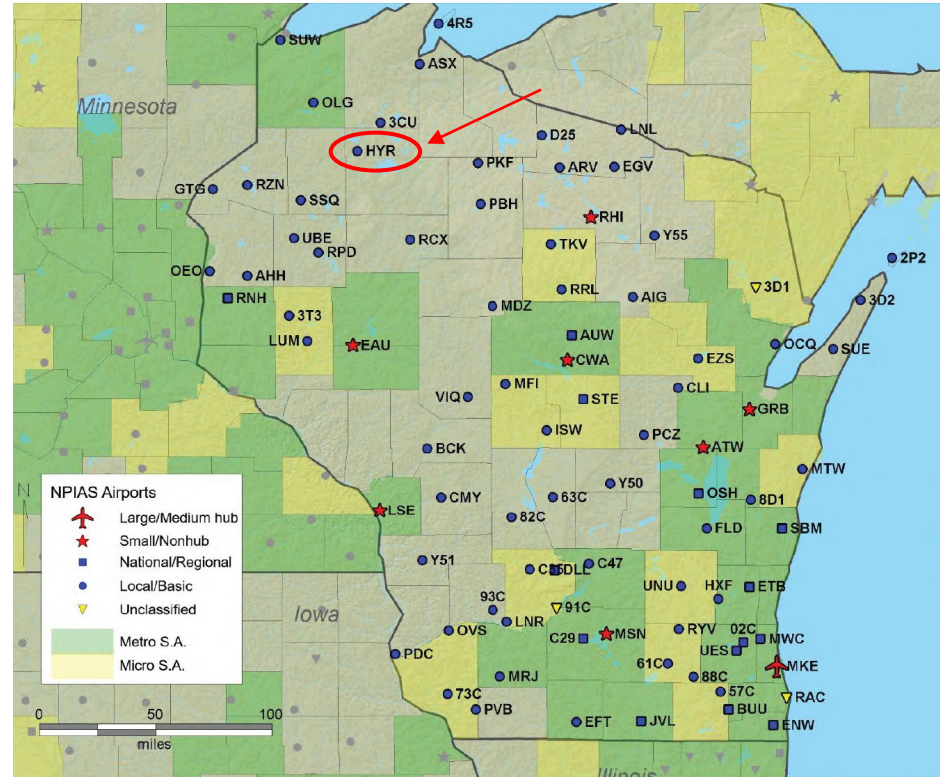 4R5
SUW
ASX
Minnesota
OLG
3CU
D25
LNL
HYR
PKF
ARV
EGV
GTG
RZN
SSQ
PBH
RHI
UBE
RCX
TKV
Y55
RPD
2P2
OEO
AHH
RRL
3D1
RNH
MDZ
AIG
3D2
3T3
AUW
LUM
EAU
OCQ
SUE
CWA
EZS
MFI
CLI
VIQ
STE
GRB
ISW
PCZ
BCK
ATW
MTW
N
NPIAS Airports
Large/Medium hub
Small/Nonhub
National/Regional
Local/Basic
Unclassified
Metro S.A.
Micro S.A.
Y50
CMY
63C
OSH
8D1
LSE
82C
FLD
SBM
Y51
C35
DLL
C47
UNU
HXF
ETB
Iowa
93C
91C
LNR
OVS
C29
MSN
RYV
02C
MWC
UES
PDC
61C
MKE
MRJ
88C
73C
57C
RAC
PVB
BUU
0 50 100
miles
EFT
JVL
ENW
Illinois